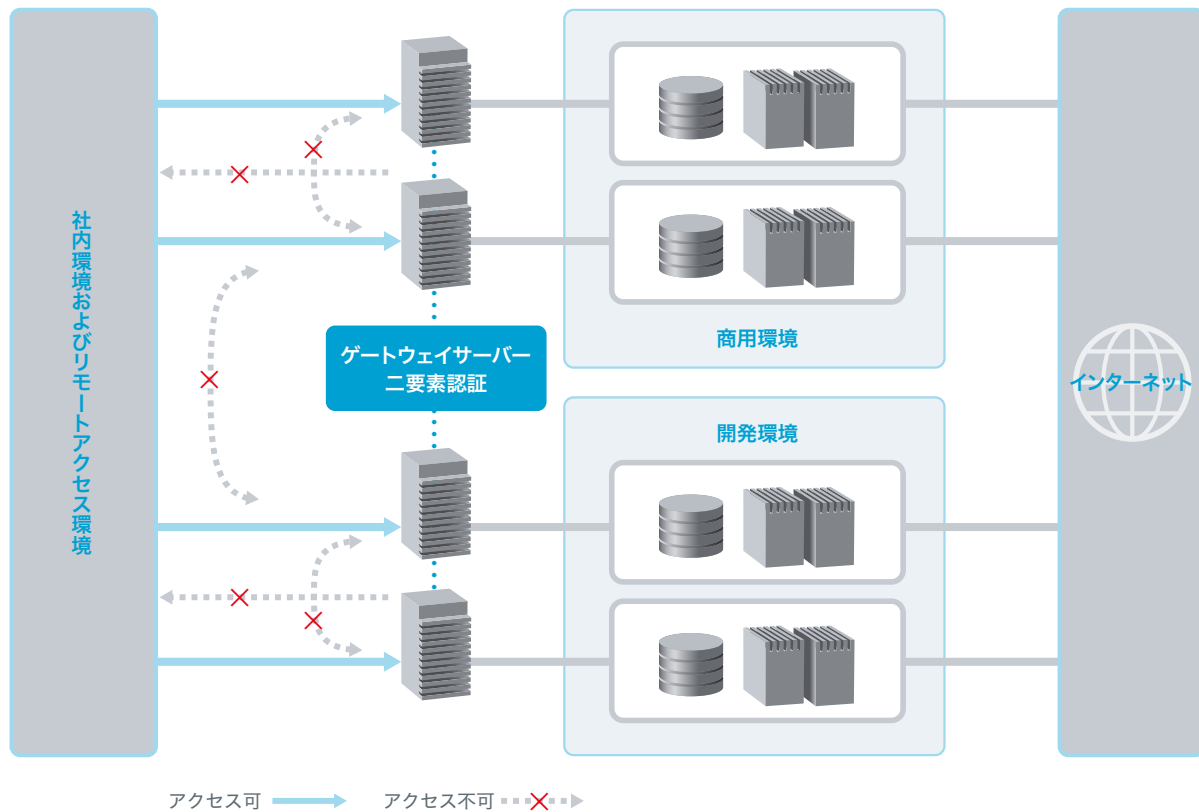 社内環境およびリモートアクセス環境
ゲートウェイサーバー
二要素認証
商用環境
開発環境
インターネット
アクセス可
アクセス不可